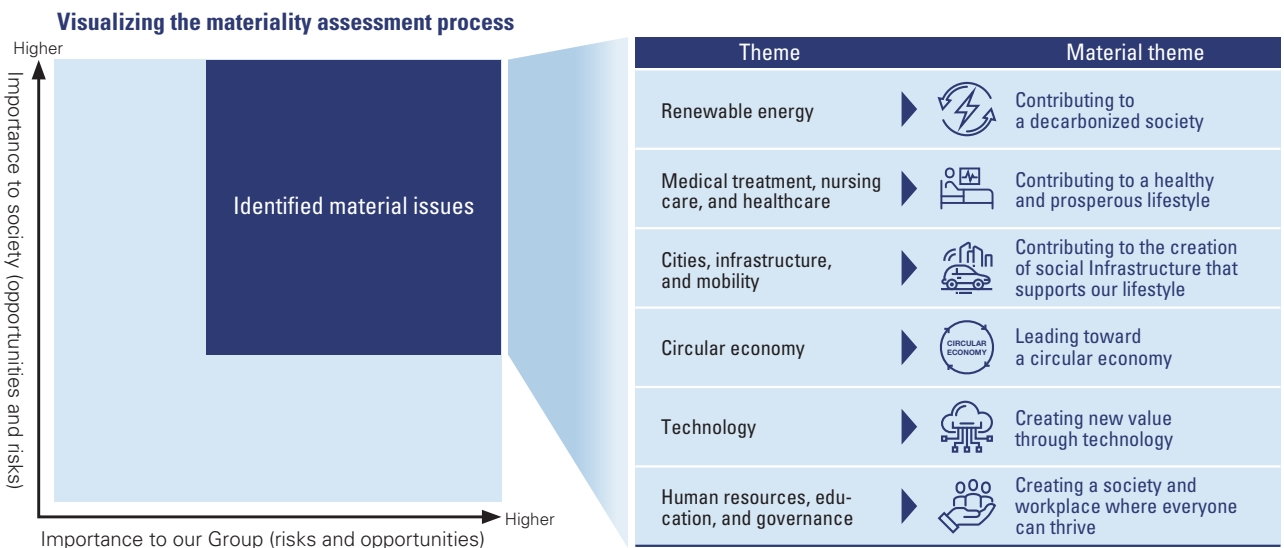 Visualizing the materiality assessment process
Higher
Importance to society (opportunities and risks)
Identified material issues
Higher
Importance to our Group (risks and opportunities)
Theme
Material theme
Renewable energy
Contributing to
a decarbonized society
Medical treatment, nursing
care, and healthcare
Contributing to a healthy
and prosperous lifestyle
Cities, infrastructure,
and mobility
Contributing to the creation
of social Infrastructure that
supports our lifestyle
Circular economy
CIRCULAR
ECONOMY
Leading toward
a circular economy
Technology
Creating new value
through technology
Human resources, edu-
cation, and governance
Creating a society and
workplace where everyone
can thrive